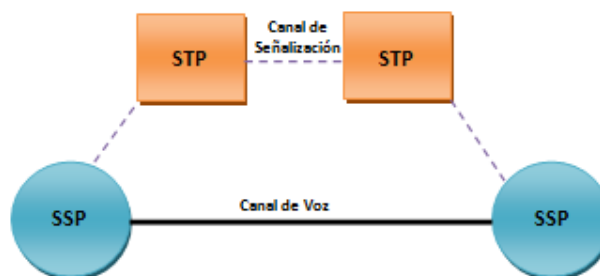 Canal de
Señalización
STP
STP
Canal de Voz
SSP
SSP